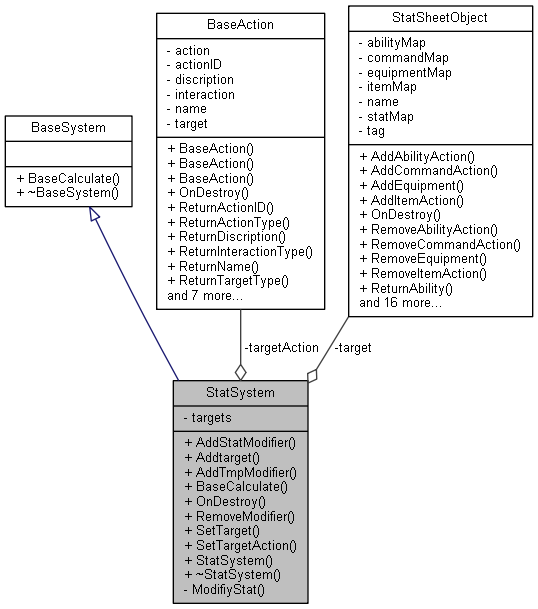 BaseSystem
+ BaseCalculate()
+ ~BaseSystem()
BaseAction
- action
- actionID
- discription
- interaction
- name
- target
+ BaseAction()
+ BaseAction()
+ BaseAction()
+ OnDestroy()
+ ReturnActionID()
+ ReturnActionType()
+ ReturnDiscription()
+ ReturnInteractionType()
+ ReturnName()
+ ReturnTargetType()
and 7 more...
StatSheetObject
- abilityMap
- commandMap
- equipmentMap
- itemMap
- name
- statMap
- tag
+ AddAbilityAction()
+ AddCommandAction()
+ AddEquipment()
+ AddItemAction()
+ OnDestroy()
+ RemoveAbilityAction()
+ RemoveCommandAction()
+ RemoveEquipment()
+ RemoveItemAction()
+ ReturnAbility()
and 16 more...
-targetAction
-target
StatSystem
- targets
+ AddStatModifier()
+ Addtarget()
+ AddTmpModifier()
+ BaseCalculate()
+ OnDestroy()
+ RemoveModifier()
+ SetTarget()
+ SetTargetAction()
+ StatSystem()
+ ~StatSystem()
- ModifiyStat()